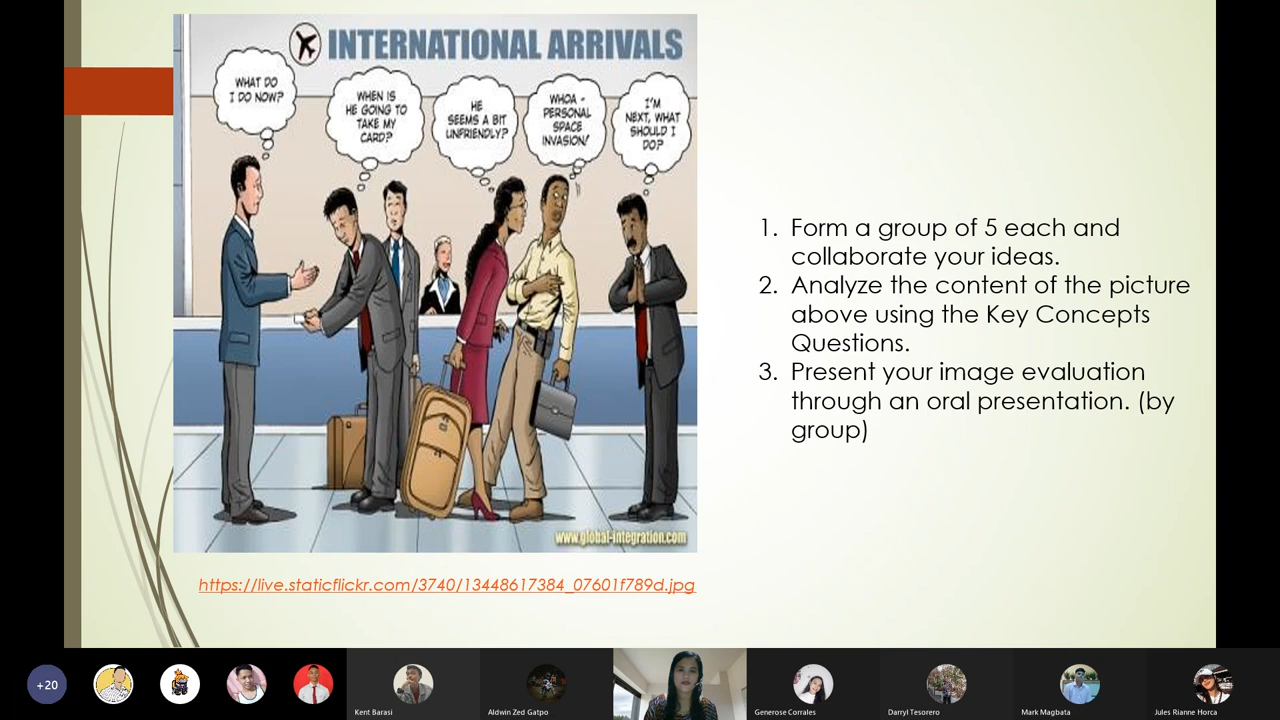 INTERNATIONAL ARRIVALS
WHAT DO
I DO NOW?
WHEN IS
HE GOING TO
TAKE MY
CARD?
HE
SEEMS A BIT
UNFRIENDLY?
WHOA -
PERSONAL
SPACE
INVASION!
I'M
NEXT, WHAT
SHOULD I
DO?
www.global-integration.com
https://live.staticflickr.com/3740/13448617384_07601f789d.jpg
1. Form a group of 5 each and
collaborate your ideas.
2. Analyze the content of the picture
above using the Key Concepts
Questions.
3. Present your image evaluation
through an oral presentation. (by
group)
+20
Kent Barasi
Aldwin Zed Gatpo
Generose Corrales
Darryl Tesorero
Mark Magbata
Jules Rianne Horca